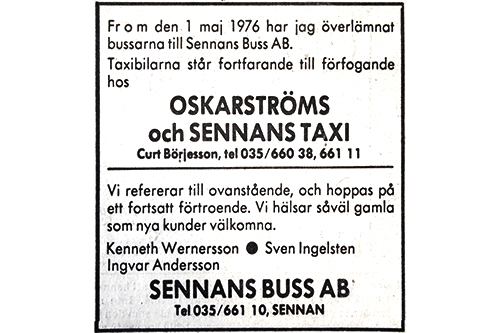 Fr o m den 1 maj 1976 har jag överlämnat
bussarna till Sennans Buss AB.
Taxibilarna står fortfarande till förfogande
hos
OSKARSTRÖMS
och SENNANS TAXI
Curt Börjesson, tel 035/660 38, 661 11
Vi refererar till ovanstående, och hoppas på
ett fortsatt förtroende. Vi hälsar såväl gamla
som nya kunder välkomna.
Kenneth Wernersson ● Sven Ingelsten
Ingvar Andersson
SENNANS BUSS AB
Tel 035/661 10, SENNAN